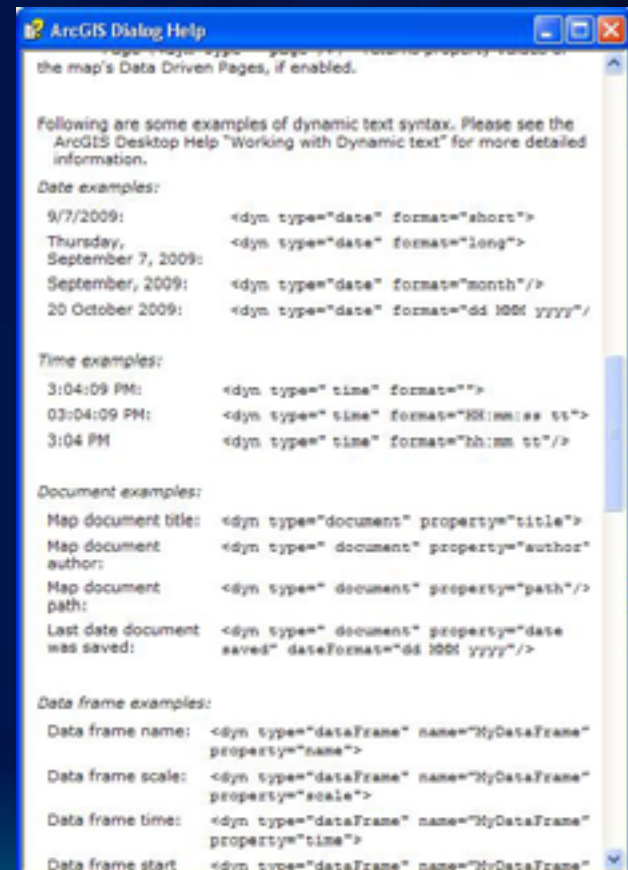 ArcGIS Dialog Help
the map's Data Driven Pages, if enabled.
Following are some examples of dynamic text syntax. Please see the
ArcGIS Desktop Help "Working with Dynamic text" for more detailed
information.
Date examples:
9/7/2009: <dyn type="date" format="short">
Thursday, <dyn type="date" format="long">
September 7, 2009:
September, 2009: <dyn type="date" format="month"/>
20 October 2009: <dyn type="date" format="dd MMM yyyy"/
Time examples:
3:04:09 PM: <dyn type=" time" format="">
03:04:09 PM: <dyn type=" time" format="HH:mm:ss tt">
3:04 PM <dyn type=" time" format="hh:mm tt"/>
Document examples:
Map document title: <dyn type="document" property="title">
Map document <dyn type=" document" property="author"
author:
Map document <dyn type=" document" property="path"/>
path:
Last date document <dyn type=" document" property="date
was saved: saved" dateFormat="dd MMM yyyy"/>
Data frame examples:
Data frame name: <dyn type="dataFrame" name="MyDataFrame"
property="name">
Data frame scale: <dyn type="dataFrame" name="MyDataFrame"
property="scale">
Data frame time: <dyn type="dataFrame" name="MyDataFrame"
property="time">
Data frame start <dyn type="dataFrame" name="MyDataFrame"